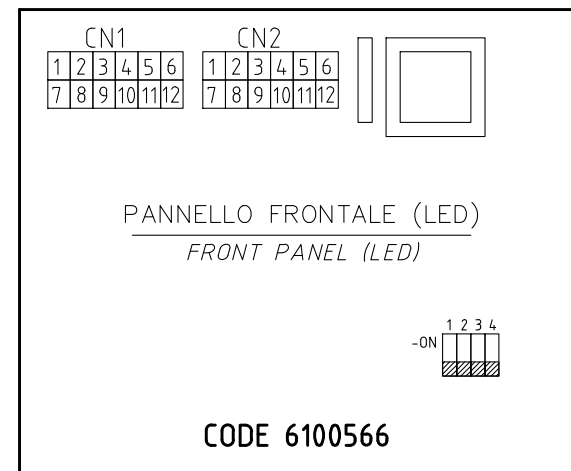 CN1 CN2
1 2 3 4 5 6 1 2 3 4 5 6
7 8 9 10 11 12 7 8 9 10 11 12
PANNELLO FRONTALE (LED)
FRONT PANEL (LED)
1 2 3 4
-ON
CODE 6100566